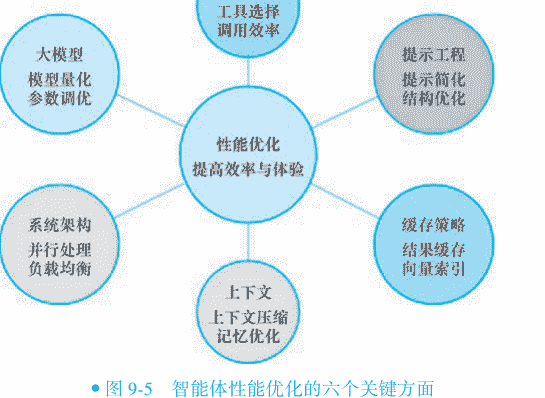 工具选择
调用效率
大模型
模型量化
参数调优
提示工程
提示简化
结构优化
性能优化
提高效率与体验
系统架构
并行处理
负载均衡
缓存策略
结果缓存
向量索引
上下文
上下文压缩
记忆优化
•图 9-5 智能体性能优化的六个关键方面